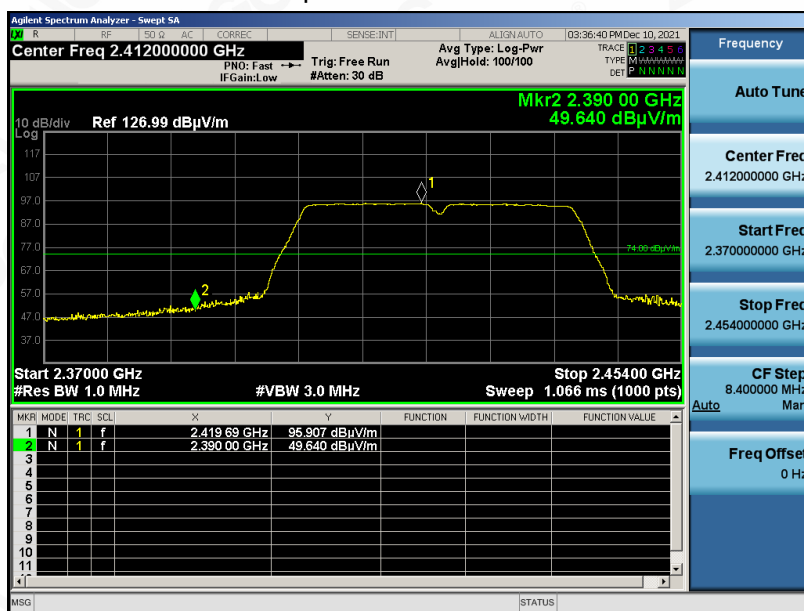 Agilent Spectrum Analyzer - Swept SA
LXI R RF 50 Ω AC CORREC SENSE:INT ALIGN AUTO 03:36:40 PM Dec 10, 2021
Center Freq 2.412000000 GHz
PNO: Fast
IFGain:Low
Trig: Free Run
#Atten: 30 dB
Avg Type: Log-Pwr
Avg|Hold: 100/100
TRACE 1 2 3 4 5 6
TYPE M
DET P N N N N N
Mkr2 2.390 00 GHz
49.640 dBµV/m
10 dB/div Ref 126.99 dBµV/m
Log
117
107
97.0
87.0
77.0
67.0
57.0
47.0
37.0
1
2
74.00 dBµV/m
Start 2.37000 GHz Stop 2.45400 GHz
#Res BW 1.0 MHz #VBW 3.0 MHz Sweep 1.066 ms (1000 pts)
MKR MODE TRC SCL X Y FUNCTION FUNCTION WIDTH FUNCTION VALUE
1 N 1 f 2.419 69 GHz 95.907 dBµV/m
2 N 1 f 2.390 00 GHz 49.640 dBµV/m
3
4
5
6
7
8
9
10
11
MSG STATUS
Frequency
Auto Tune
Center Freq
2.412000000 GHz
Start Freq
2.370000000 GHz
Stop Freq
2.454000000 GHz
CF Step
8.400000 MHz
Auto Man
Freq Offset
0 Hz